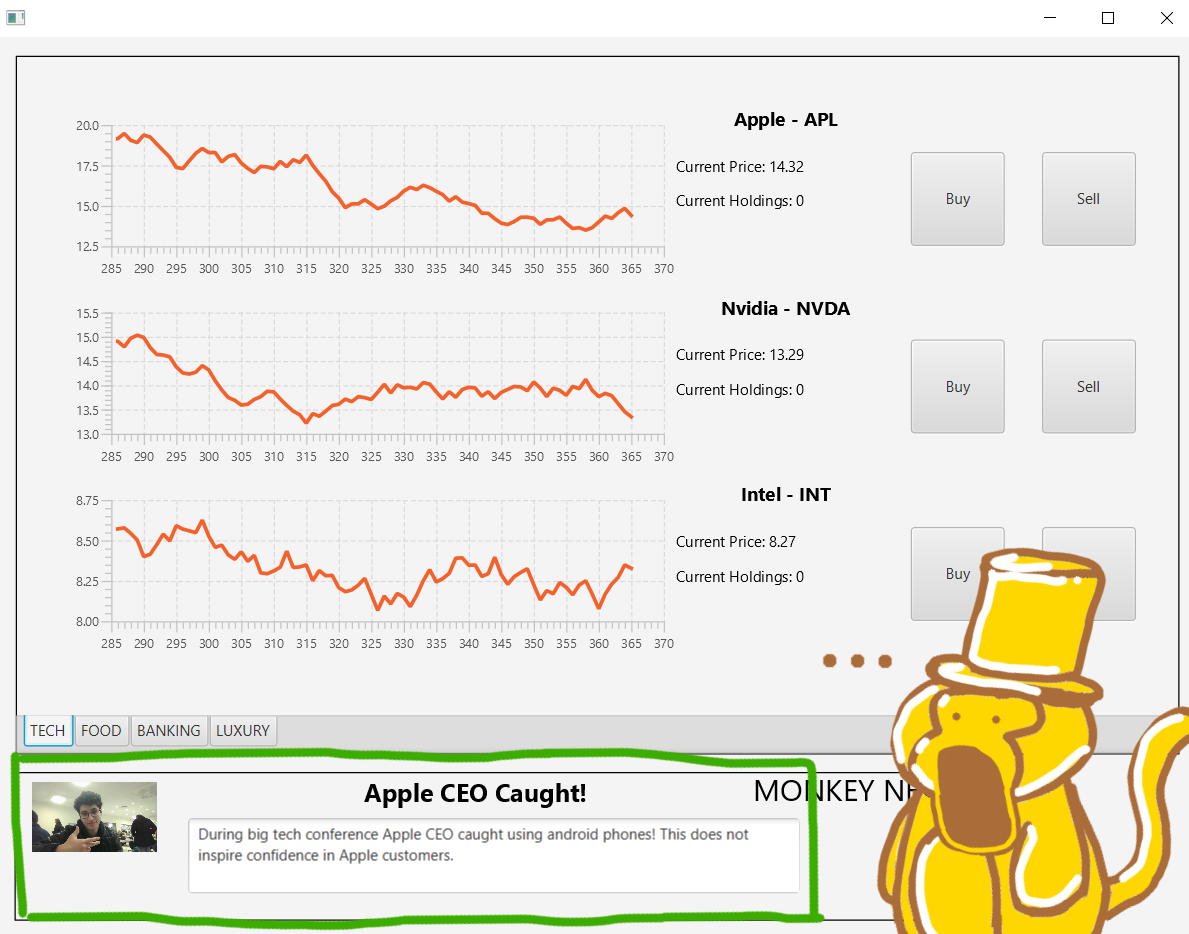 Apple - APL
20.0
17.5
15.0
12.5
285 290 295 300 305 310 315 320 325 330 335 340 345 350 355 360 365 370
Current Price: 14.32
Current Holdings: 0
Buy
Sell
Nvidia - NVDA
15.5
15.0
14.5
14.0
13.5
13.0
285 290 295 300 305 310 315 320 325 330 335 340 345 350 355 360 365 370
Current Price: 13.29
Current Holdings: 0
Buy
Sell
Intel - INT
8.75
8.50
8.25
8.00
285 290 295 300 305 310 315 320 325 330 335 340 345 350 355 360 365 370
Current Price: 8.27
Current Holdings: 0
Buy
TECH FOOD BANKING LUXURY
Apple CEO Caught!
During big tech conference Apple CEO caught using android phones! This does not
inspire confidence in Apple customers.
MONKEY